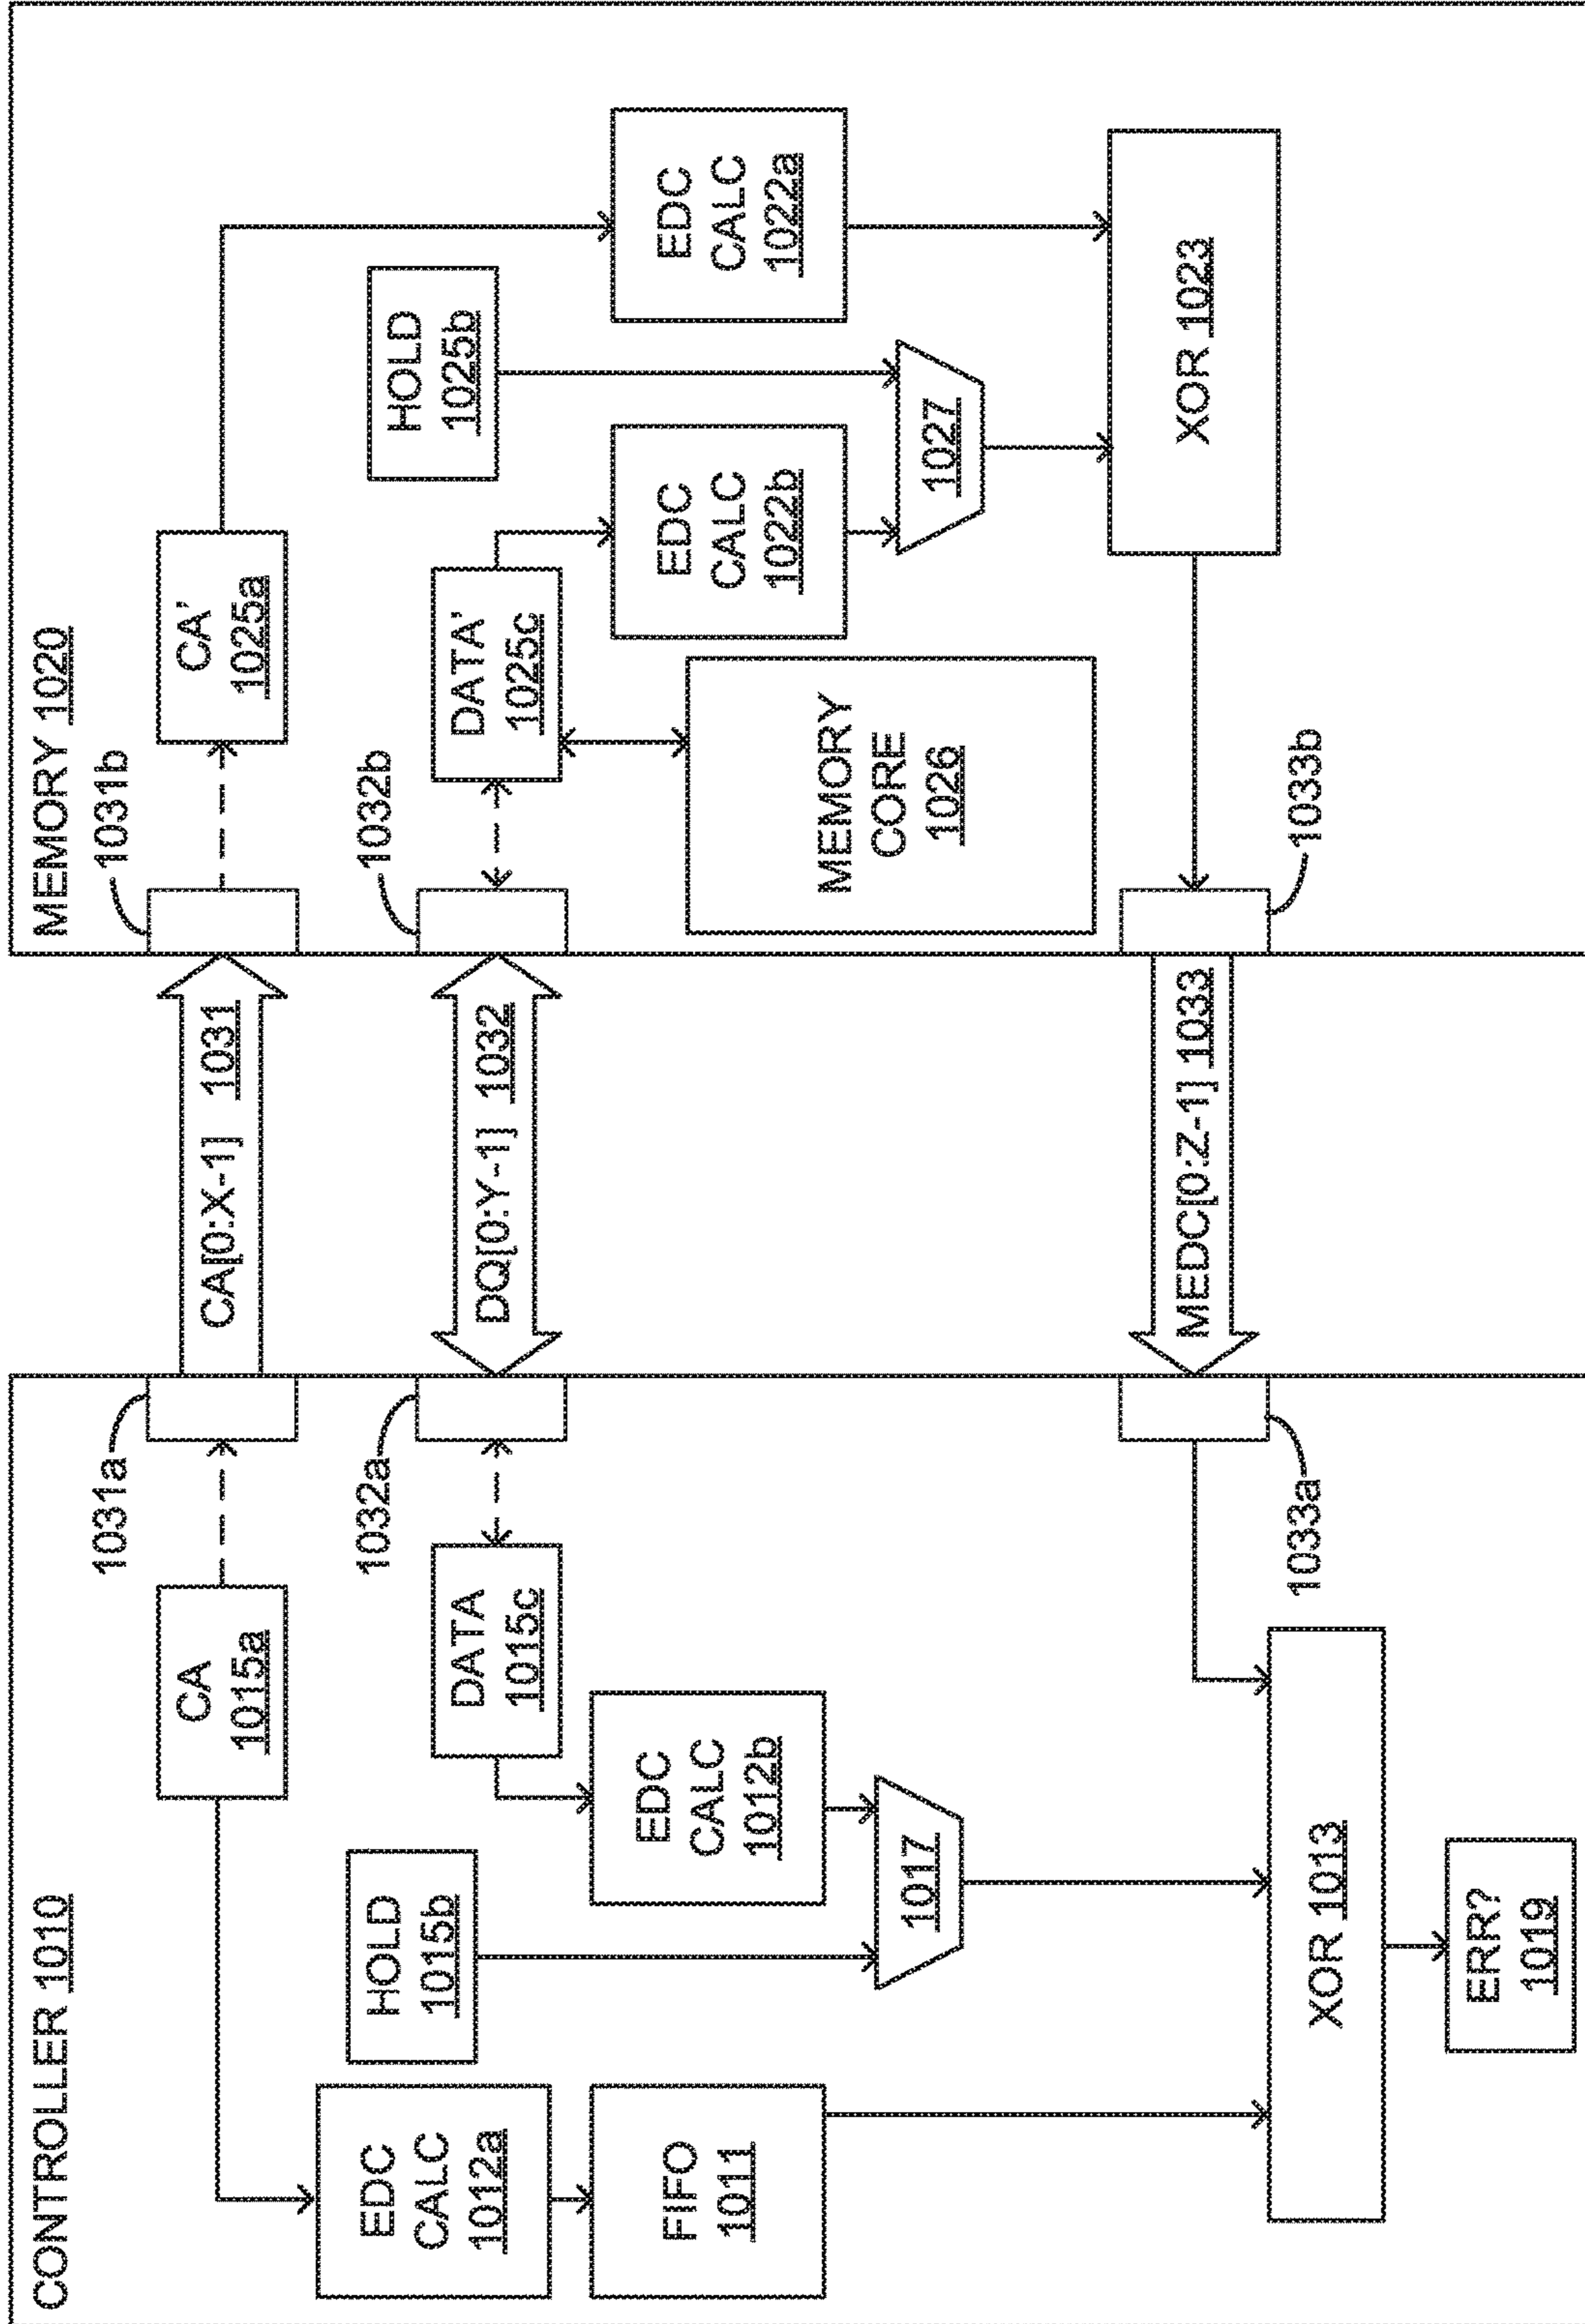 CONTROLLER 1010
CA
1015a
1031a
EDC
CALC
1012a
HOLD
1015b
DATA
1015c
1032a
FIFO
1011
EDC
CALC
1012b
1017
XOR 1013
1033a
ERR?
1019
CA[0:X-1] 1031
DQ[0:Y-1] 1032
MEDC[0:Z-1] 1033
MEMORY 1020
1031b
CA'
1025a
1032b
DATA'
1025c
HOLD
1025b
EDC
CALC
1022b
EDC
CALC
1022a
MEMORY
CORE
1026
1027
XOR 1023
1033b